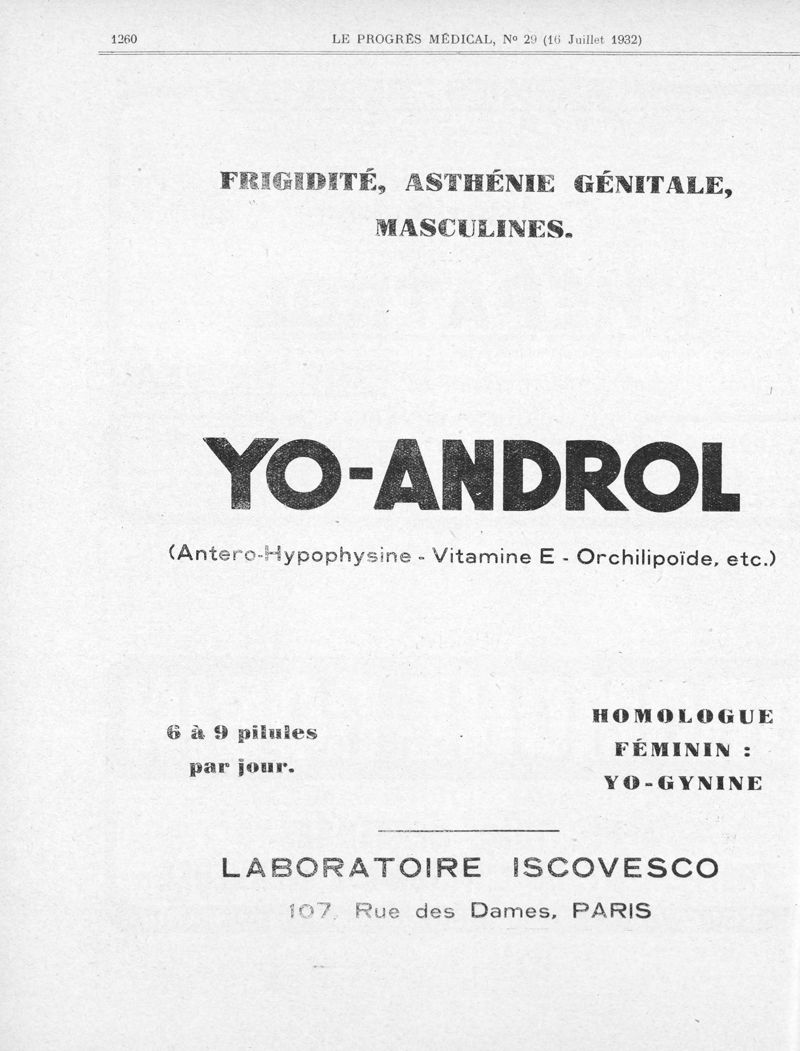 1260
LE PROGRÈS MÉDICAL, Nº 29 (16 Juillet 1932)
FRIGIDITÉ, ASTHÉNIE GÉNITALE,
MASCULINES.
YO-ANDROL
(Antero-Hypophysine - Vitamine E - Orchilipoïde, etc.)
6 à 9 pilules
par jour.
HOMOLOGUE
FÉMININ :
YO-GYNINE
LABORATOIRE ISCOVESCO
107, Rue des Dames, PARIS